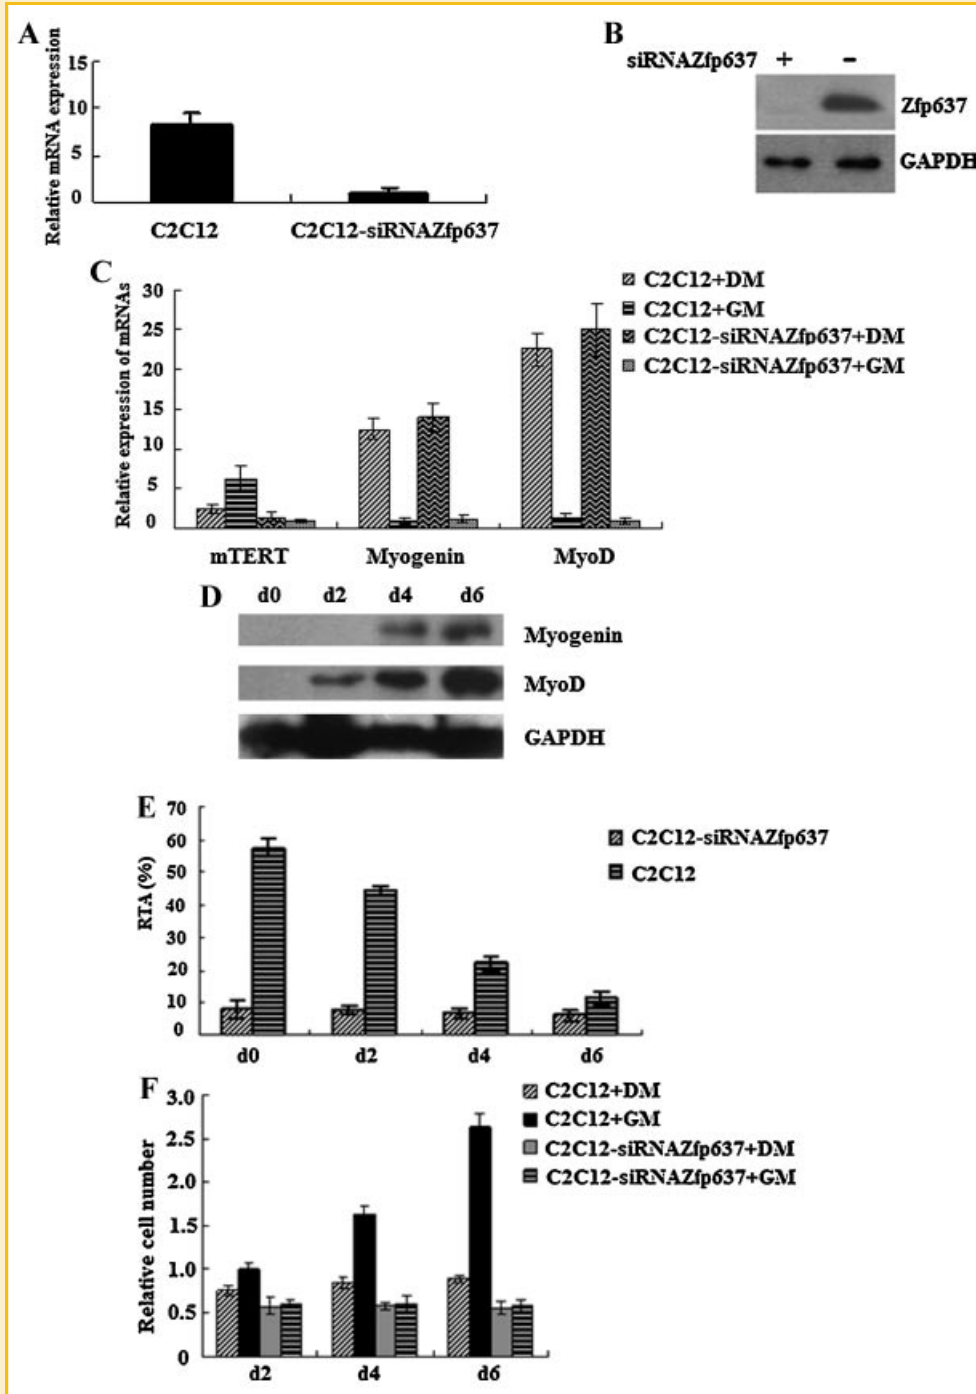 A
Relative mRNA expression
15
10
5
0
C2C12
C2C12-siRNAZfp637
B
siRNAZfp637 + -
Zfp637
GAPDH
C
Relative expression of mRNAs
30
25
20
15
10
5
0
mTERT
Myogenin
MyoD
C2C12+DM
C2C12+GM
C2C12-siRNAZfp637+DM
C2C12-siRNAZfp637+GM
D
d0 d2 d4 d6
Myogenin
MyoD
GAPDH
E
RTA (%)
70
60
50
40
30
20
10
0
d0
d2
d4
d6
C2C12-siRNAZfp637
C2C12
F
Relative cell number
3.0
2.5
2.0
1.5
1.0
0.5
0
d2
d4
d6
C2C12+DM
C2C12+GM
C2C12-siRNAZfp637+DM
C2C12-siRNAZfp637+GM